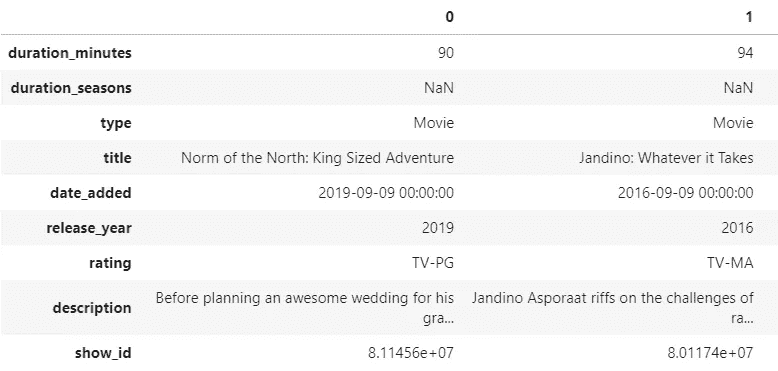 0 1
duration_minutes 90 94
duration_seasons NaN NaN
type Movie Movie
title Norm of the North: King Sized Adventure Jandino: Whatever it Takes
date_added 2019-09-09 00:00:00 2016-09-09 00:00:00
release_year 2019 2016
rating TV-PG TV-MA
description Before planning an awesome wedding for his Jandino Asporaat riffs on the challenges of
gra... ra...
show_id 8.11456e+07 8.01174e+07